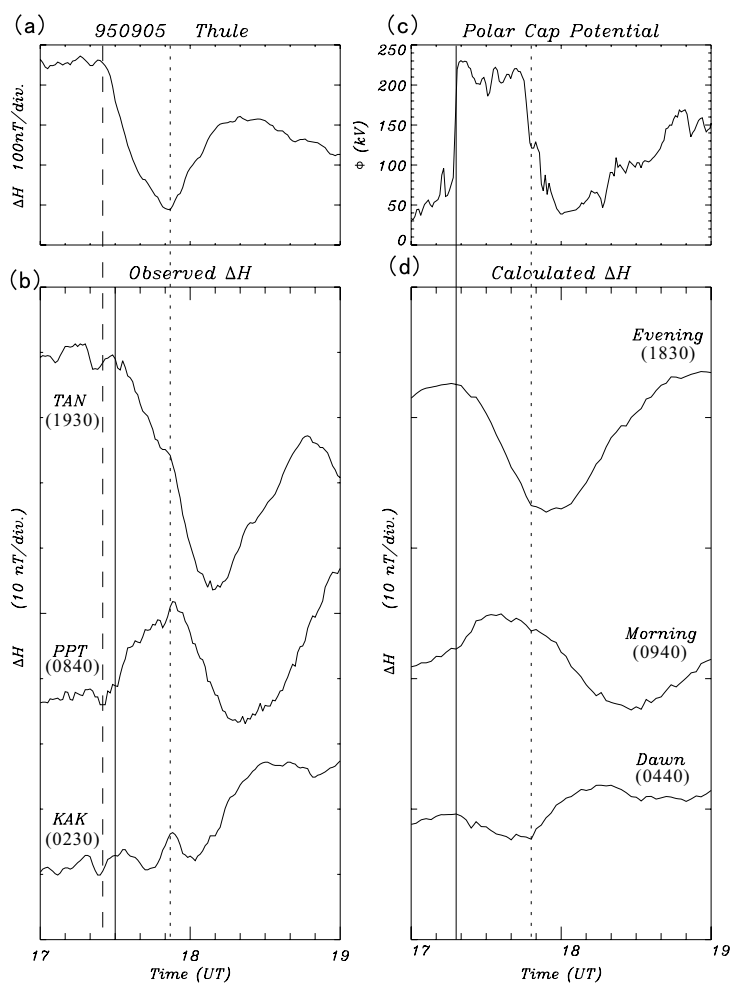 (a) 950905 Thule
ΔH 100nT/div.
(c) Polar Cap Potential
Φ (kV)
250
200
150
100
50
0
(b) Observed ΔH
ΔH (10 nT/div.)
TAN
(1930)
PPT
(0840)
KAK
(0230)
17 18 19
Time (UT)
(d) Calculated ΔH
ΔH (10 nT/div.)
Evening
(1830)
Morning
(0940)
Dawn
(0440)
17 18 19
Time (UT)